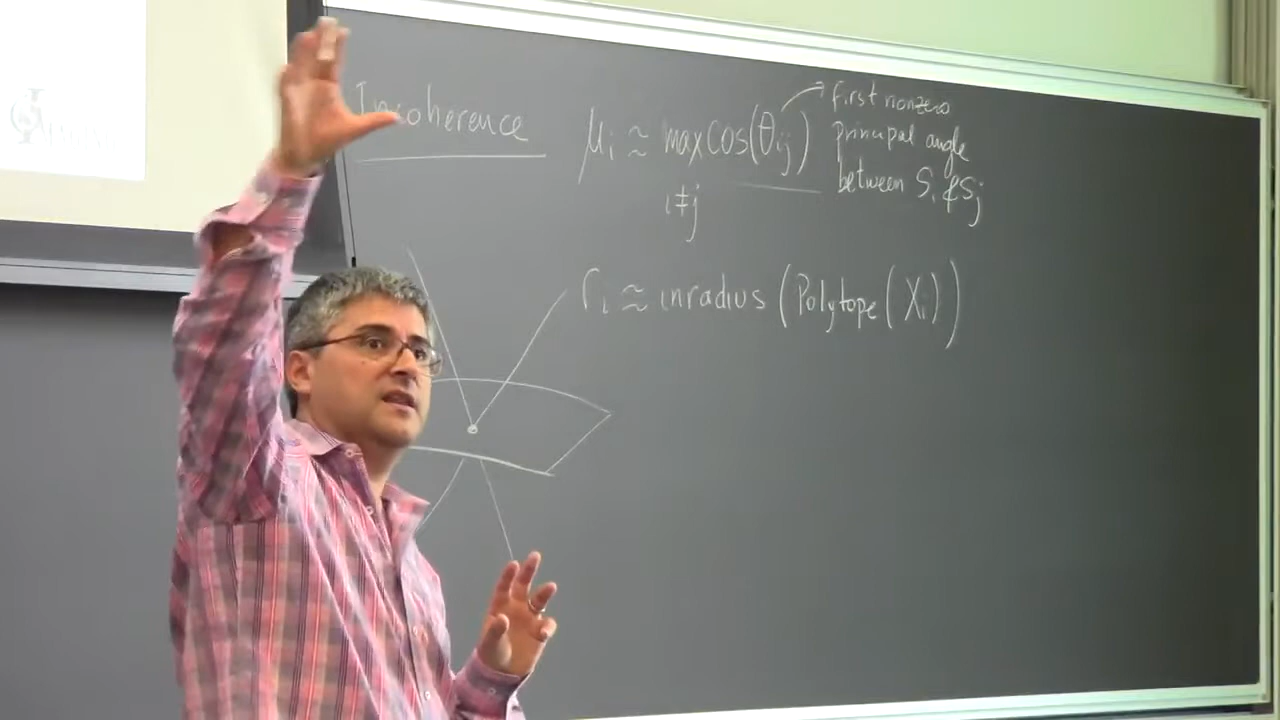 Incoherence
μᵢ ≈ max cos(θᵢⱼ)
i≠j
first nonzero
principal angle
between Sᵢ & Sⱼ
rᵢ ≈ inradius (Polytope (Xᵢ))